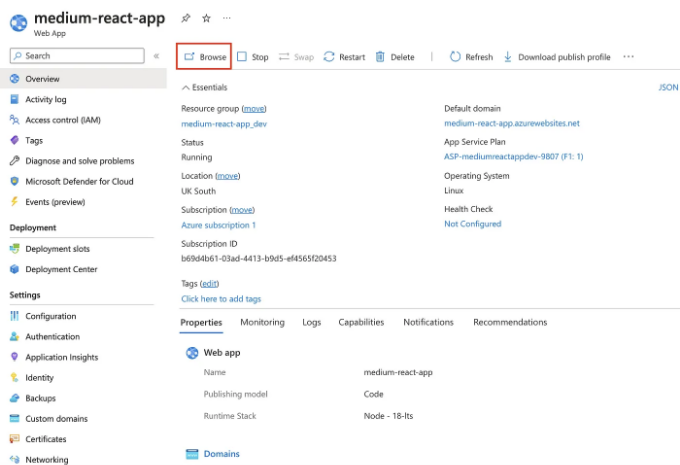 medium-react-app
Web App
Search
«
Overview
Activity log
Access control (IAM)
Tags
Diagnose and solve problems
Microsoft Defender for Cloud
Events (preview)
Deployment
Deployment slots
Deployment Center
Settings
Configuration
Authentication
Application Insights
Identity
Backups
Custom domains
Certificates
Networking
Browse Stop Swap Restart Delete Refresh Download publish profile ...
Essentials JSON
Resource group (move)
medium-react-app_dev
Status
Running
Location (move)
UK South
Subscription (move)
Azure subscription 1
Subscription ID
b69d4b61-03ad-4413-b9d5-ef4565f20453
Default domain
medium-react-app.azurewebsites.net
App Service Plan
ASP-mediumreactappdev-9807 (F1: 1)
Operating System
Linux
Health Check
Not Configured
Tags (edit)
Click here to add tags
Properties Monitoring Logs Capabilities Notifications Recommendations
Web app
Name medium-react-app
Publishing model Code
Runtime Stack Node - 18-lts
Domains